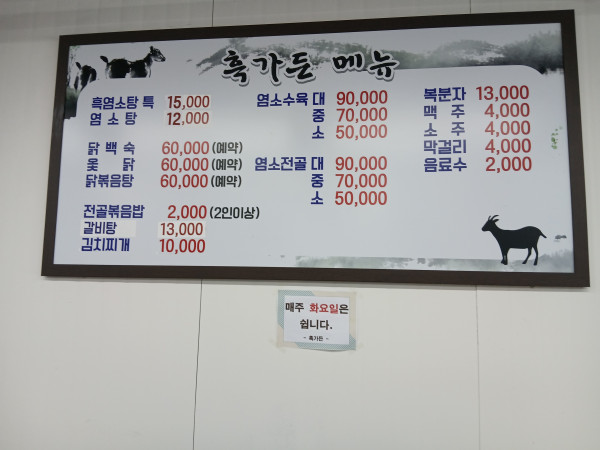 흑가든 메뉴
흑염소탕 특 15,000
염 소 탕 12,000
닭 백 숙 60,000 (예약)
옻 닭 60,000 (예약)
닭볶음탕 60,000 (예약)
전골볶음밥 2,000 (2인이상)
갈비탕 13,000
김치찌개 10,000
염소수육 대 90,000
중 70,000
소 50,000
염소전골 대 90,000
중 70,000
소 50,000
복분자 13,000
맥 주 4,000
소 주 4,000
막걸리 4,000
음료수 2,000
매주 화요일은
쉽니다.
- 흑가든 -